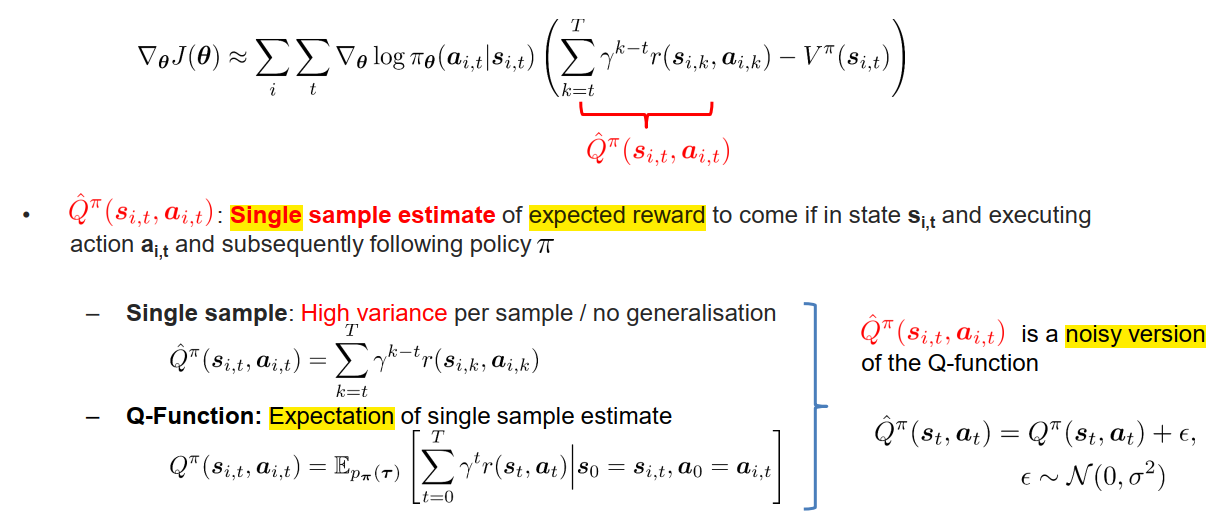 $\nabla_{\boldsymbol{\theta}} J(\boldsymbol{\theta}) \approx \sum_{i} \sum_{t} \nabla_{\boldsymbol{\theta}} \log \pi_{\boldsymbol{\theta}}(\boldsymbol{a}_{i,t}|\boldsymbol{s}_{i,t}) \left( \sum_{k=t}^{T} \gamma^{k-t} r(\boldsymbol{s}_{i,k}, \boldsymbol{a}_{i,k}) - V^{\pi}(\boldsymbol{s}_{i,t}) \right)$
$\hat{Q}^{\pi}(\boldsymbol{s}_{i,t}, \boldsymbol{a}_{i,t})$
• $\hat{Q}^{\pi}(\boldsymbol{s}_{i,t}, \boldsymbol{a}_{i,t})$: Single sample estimate of expected reward to come if in state $\mathbf{s}_{i,t}$ and executing
action $\mathbf{a}_{i,t}$ and subsequently following policy $\pi$
– Single sample: High variance per sample / no generalisation
$\hat{Q}^{\pi}(\boldsymbol{s}_{i,t}, \boldsymbol{a}_{i,t}) = \sum_{k=t}^{T} \gamma^{k-t} r(\boldsymbol{s}_{i,k}, \boldsymbol{a}_{i,k})$
– Q-Function: Expectation of single sample estimate
$Q^{\pi}(\boldsymbol{s}_{i,t}, \boldsymbol{a}_{i,t}) = \mathbb{E}_{p_{\boldsymbol{\pi}}(\boldsymbol{\tau})} \left[ \sum_{t=0}^{T} \gamma^{t} r(\boldsymbol{s}_t, \boldsymbol{a}_t) \middle| \boldsymbol{s}_0 = \boldsymbol{s}_{i,t}, \boldsymbol{a}_0 = \boldsymbol{a}_{i,t} \right]$
$\hat{Q}^{\pi}(\boldsymbol{s}_{i,t}, \boldsymbol{a}_{i,t})$ is a noisy version
of the Q-function
$\hat{Q}^{\pi}(\boldsymbol{s}_t, \boldsymbol{a}_t) = Q^{\pi}(\boldsymbol{s}_t, \boldsymbol{a}_t) + \epsilon,$
$\epsilon \sim \mathcal{N}(0, \sigma^2)$